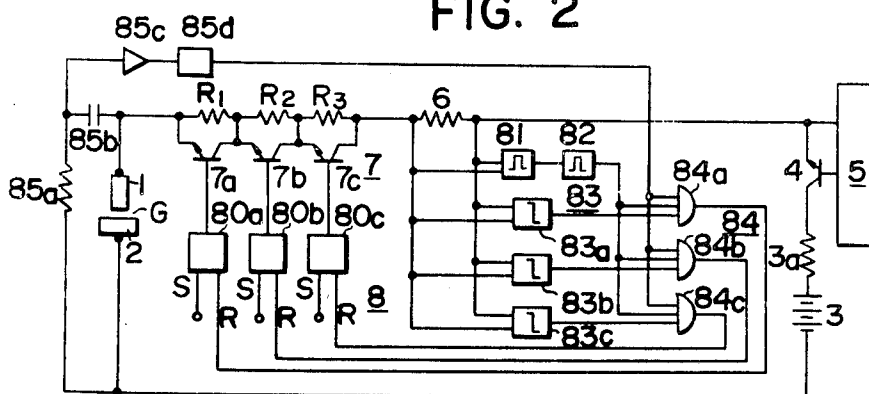 FIG. 2
85c 85d
R1 R2 R3 6
85b 81 82
7a 7b 7c 7 84a 4 5
85a 1 G 83
2 80a 80b 80c 83a 84 84b 3a
S S S 8 83b 84c 3
R R R 83c